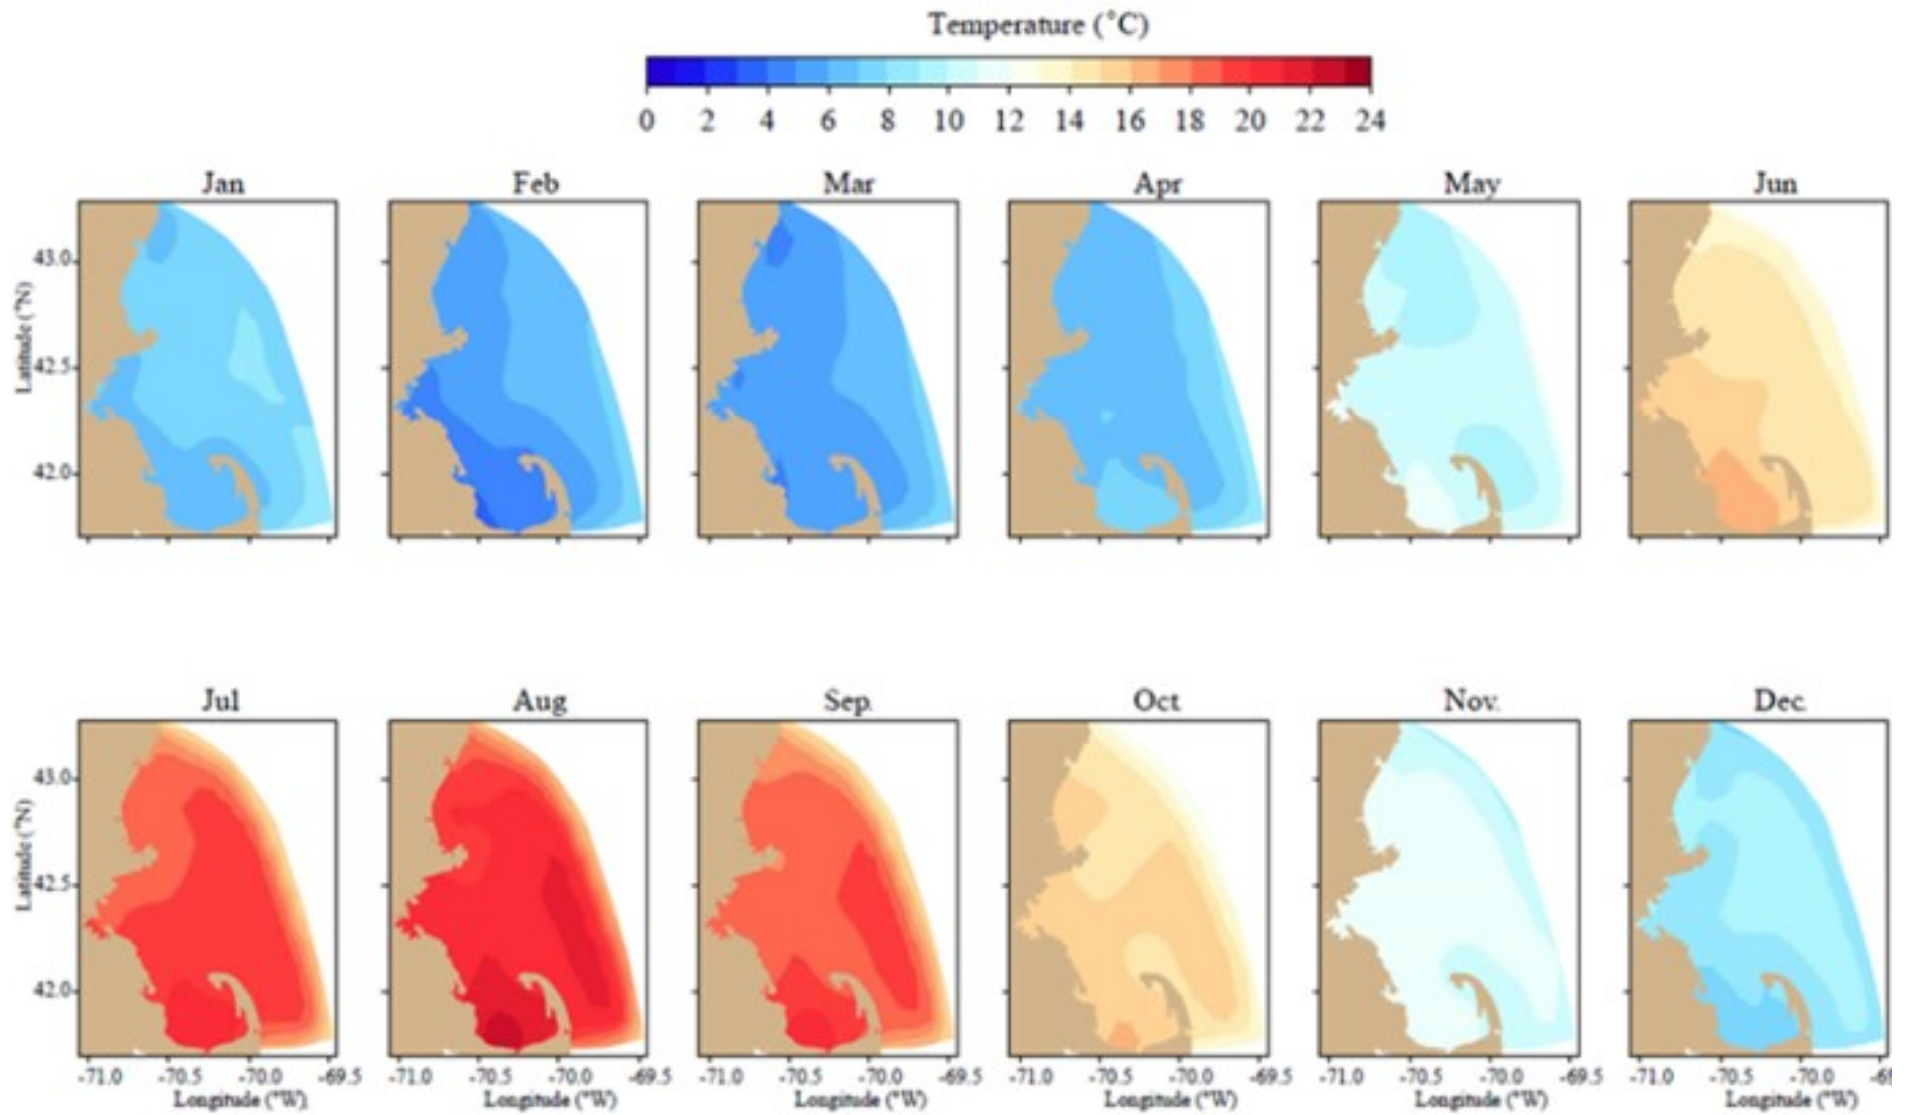 Temperature (°C)
0 2 4 6 8 10 12 14 16 18 20 22 24
Jan Feb Mar Apr May Jun
Latitude (°N)
43.0
42.5
42.0
Jul Aug Sep. Oct Nov. Dec.
Latitude (°N)
43.0
42.5
42.0
-71.0 -70.5 -70.0 -69.5 -71.0 -70.5 -70.0 -69.5 -71.0 -70.5 -70.0 -69.5 -71.0 -70.5 -70.0 -69.5 -71.0 -70.5 -70.0 -69.5 -71.0 -70.5 -70.0
Longitude (°W) Longitude (°W) Longitude (°W) Longitude (°W) Longitude (°W) Longitude (°W)